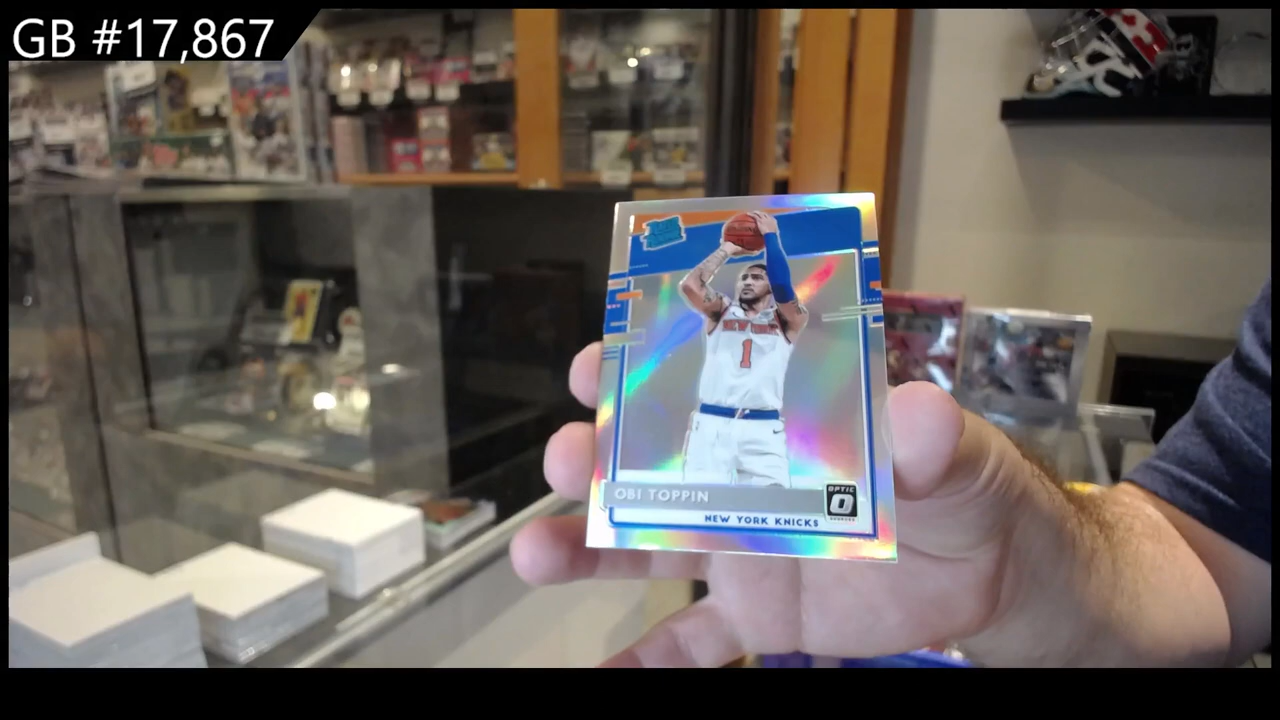 GB #17,867
NEW YORK
1
OBI TOPPIN
OPTIC
NEW YORK KNICKS